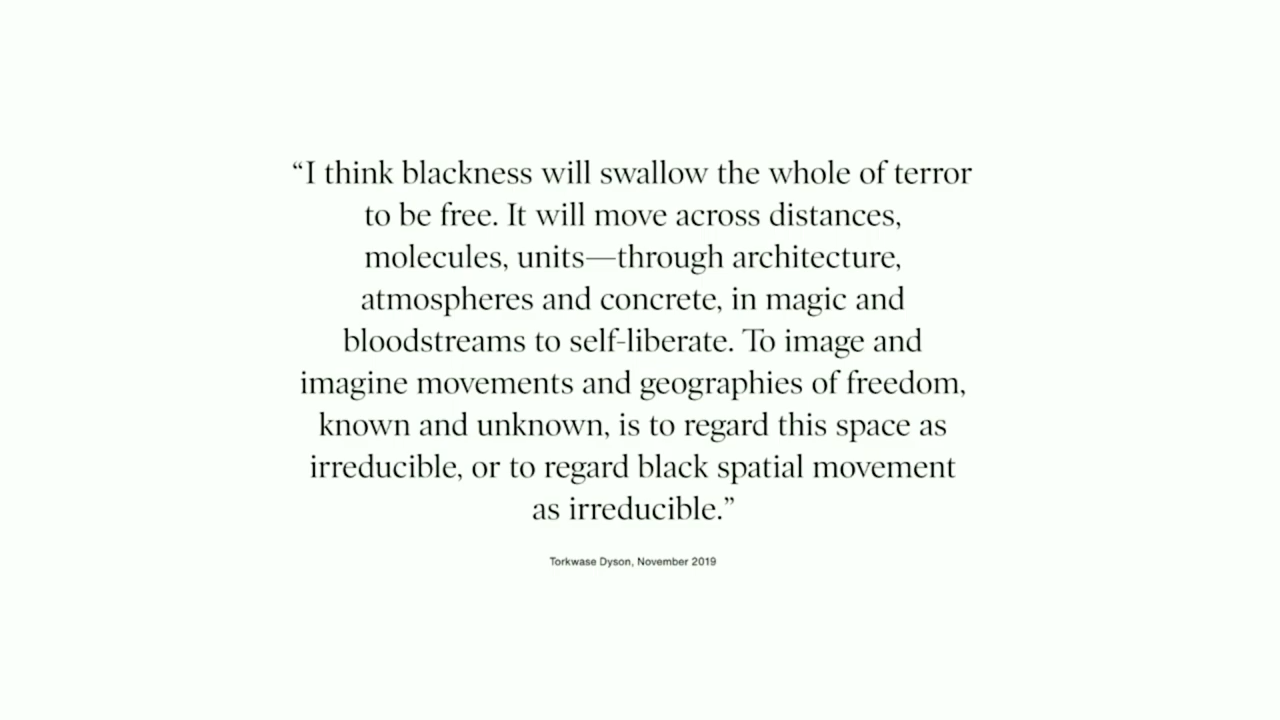 “I think blackness will swallow the whole of terror
to be free. It will move across distances,
molecules, units—through architecture,
atmospheres and concrete, in magic and
bloodstreams to self-liberate. To image and
imagine movements and geographies of freedom,
known and unknown, is to regard this space as
irreducible, or to regard black spatial movement
as irreducible.”
Torkwase Dyson, November 2019